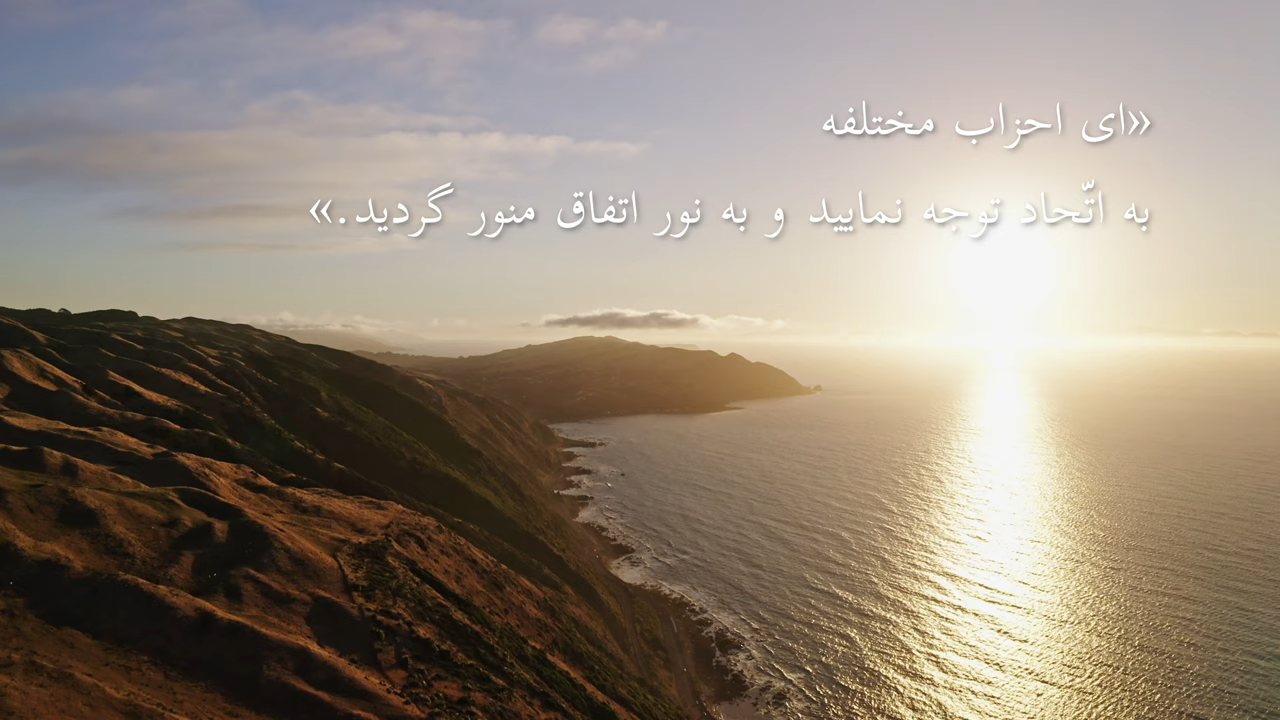 «ای احزاب مختلفه
به اتّحاد توجه نمایید و به نور اتفاق منور گردید.»